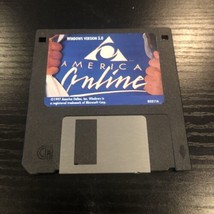 WINDOWS VERSION 3.0
AMERICA
Online
©1997 America Online, Inc. Windows is
a registered trademark of Microsoft Corp.